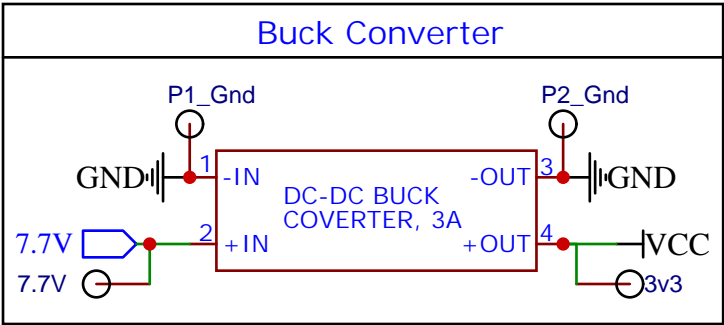 Buck Converter
P1_Gnd
P2_Gnd
GND
1
-IN
-OUT
3
GND
DC-DC BUCK
COVERTER, 3A
7.7V
2
+IN
+OUT
4
VCC
7.7V
3v3